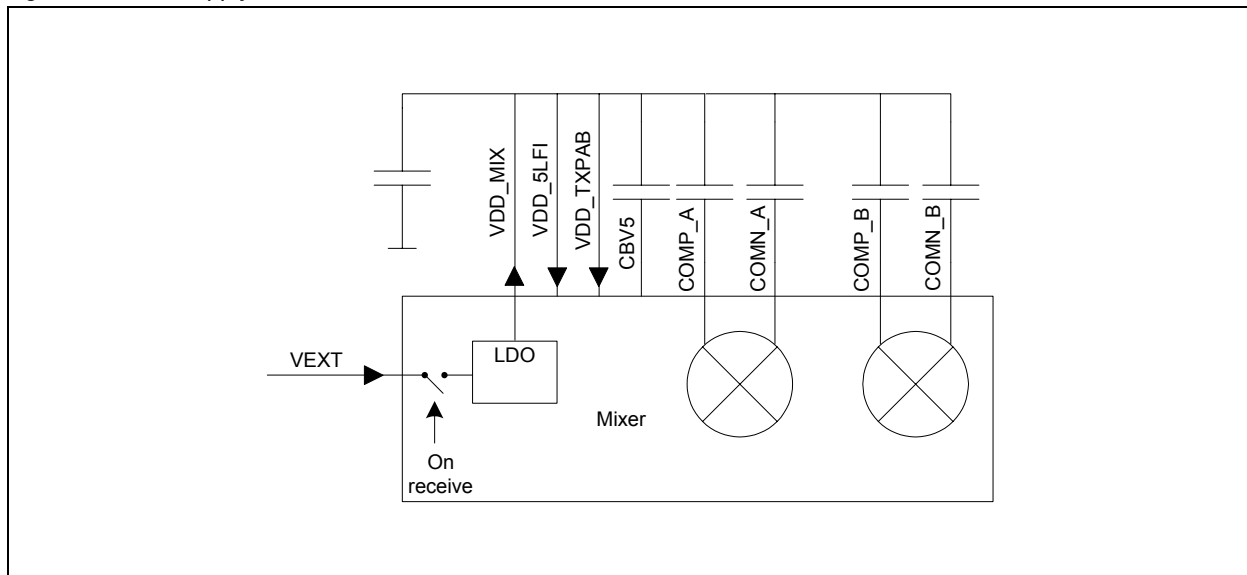 VDD_MIX
VDD_5LFI
VDD_TXPAB
CBV5
COMP_A
COMN_A
COMP_B
COMN_B
VEXT
LDO
Mixer
On
receive